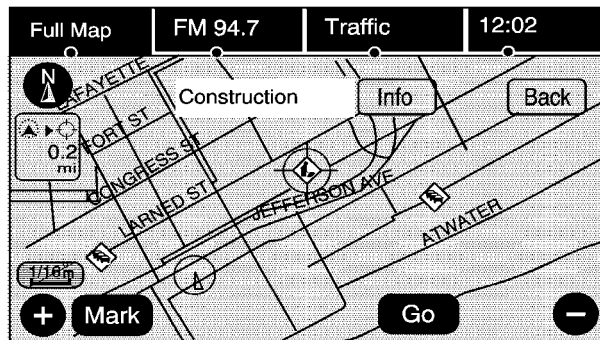 Full Map
FM 94.7
Traffic
12:02
N
Construction
Info
Back
0.2
mi
LAFAYETTE
FORT ST
CONGRESS ST
LARNED ST
JEFFERSON AVE
ATWATER
1/16m
+
Mark
Go
−